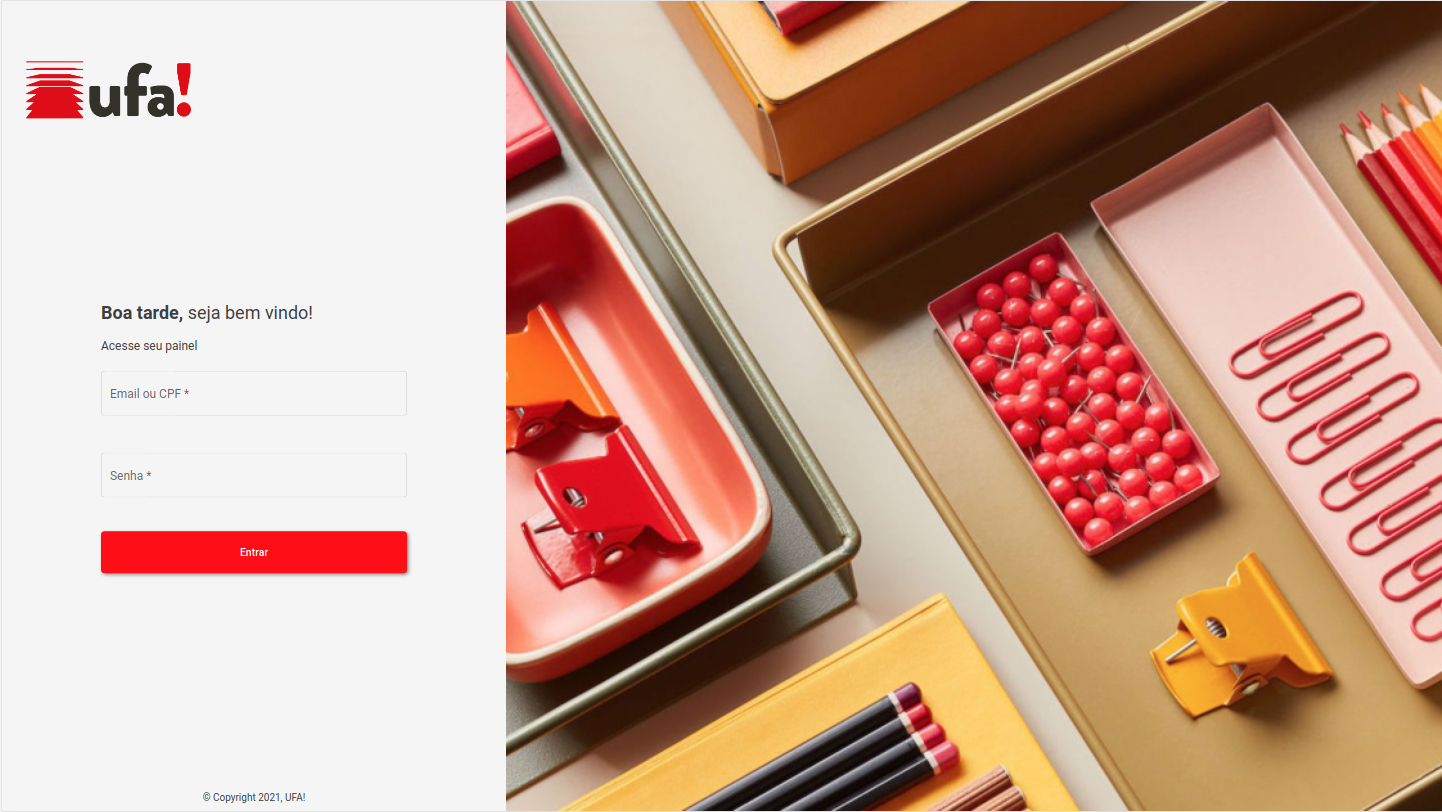 ufa!
Boa tarde, seja bem vindo!
Acesse seu painel
Email ou CPF *
Senha *
Entrar
© Copyright 2021, UFA!